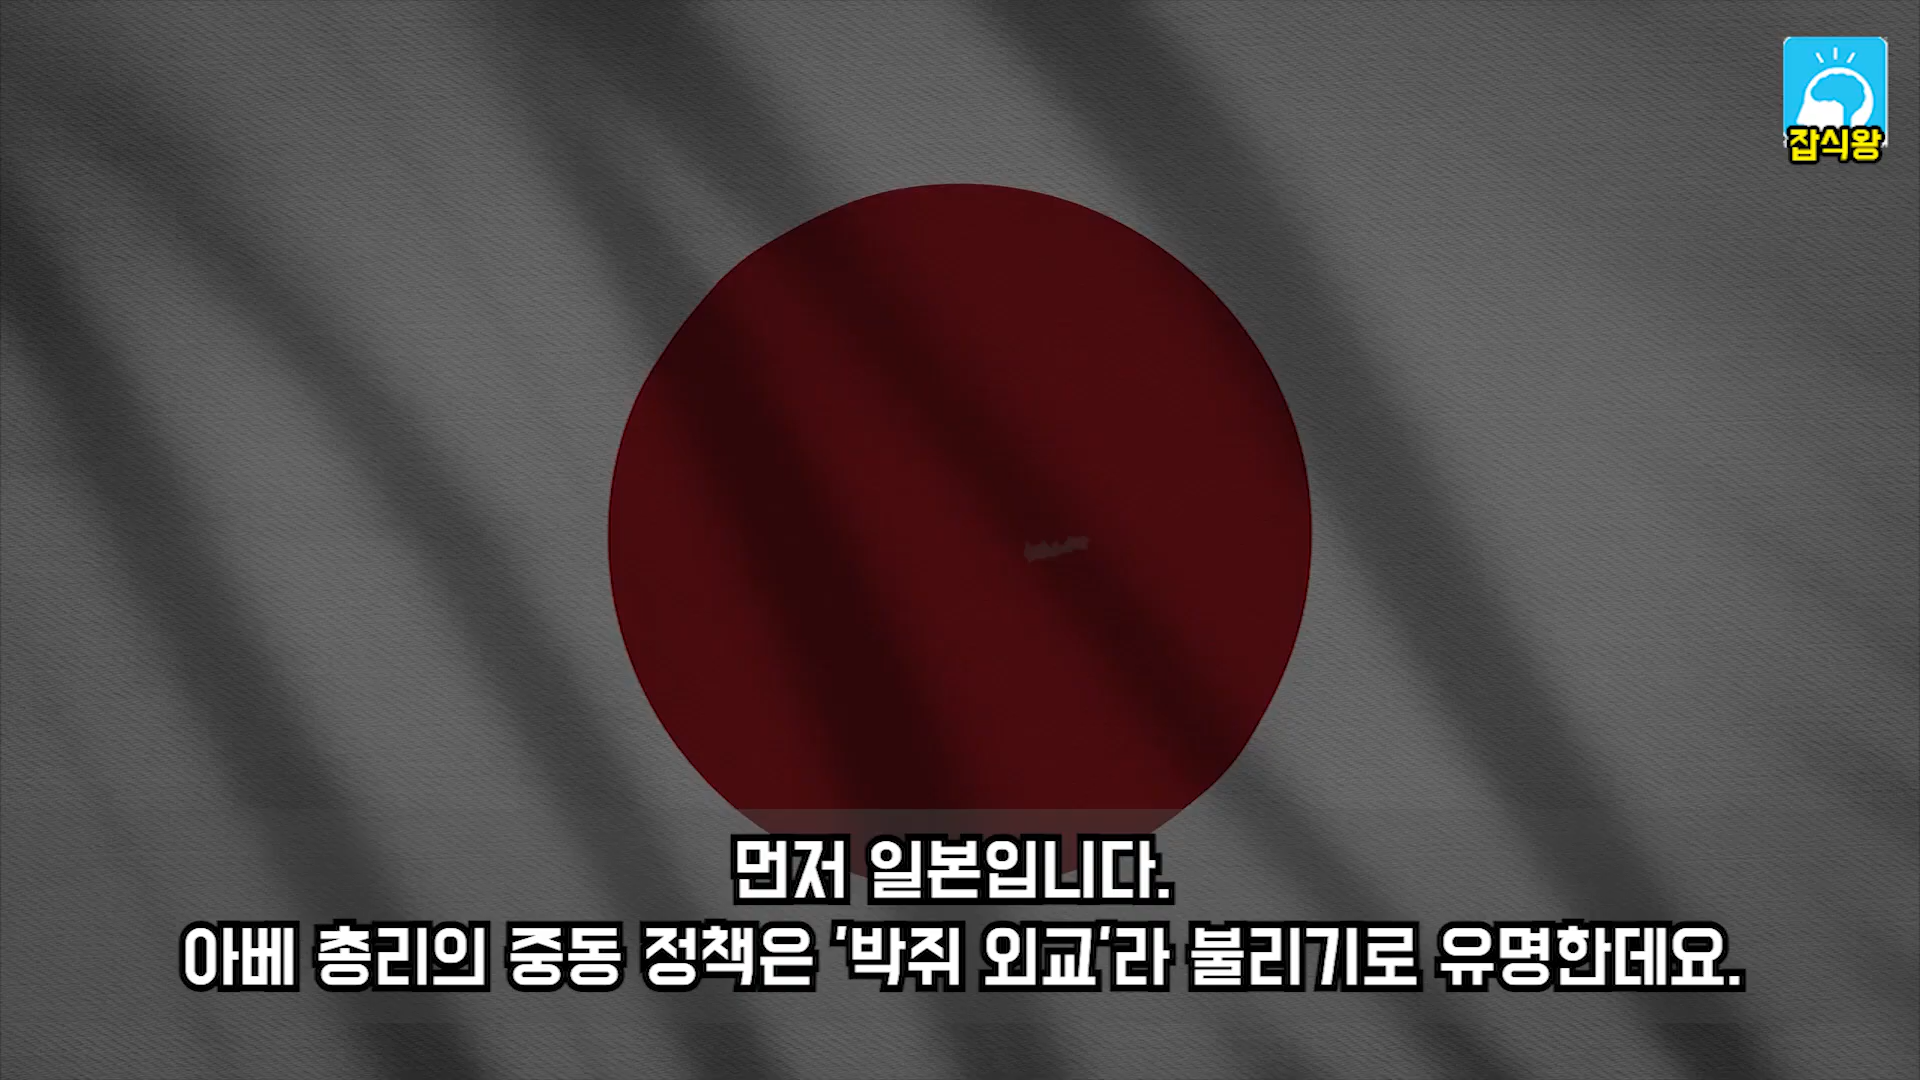 잡식왕
먼저 일본입니다.
아베 총리의 중동 정책은 '박쥐 외교'라 불리기로 유명한데요.